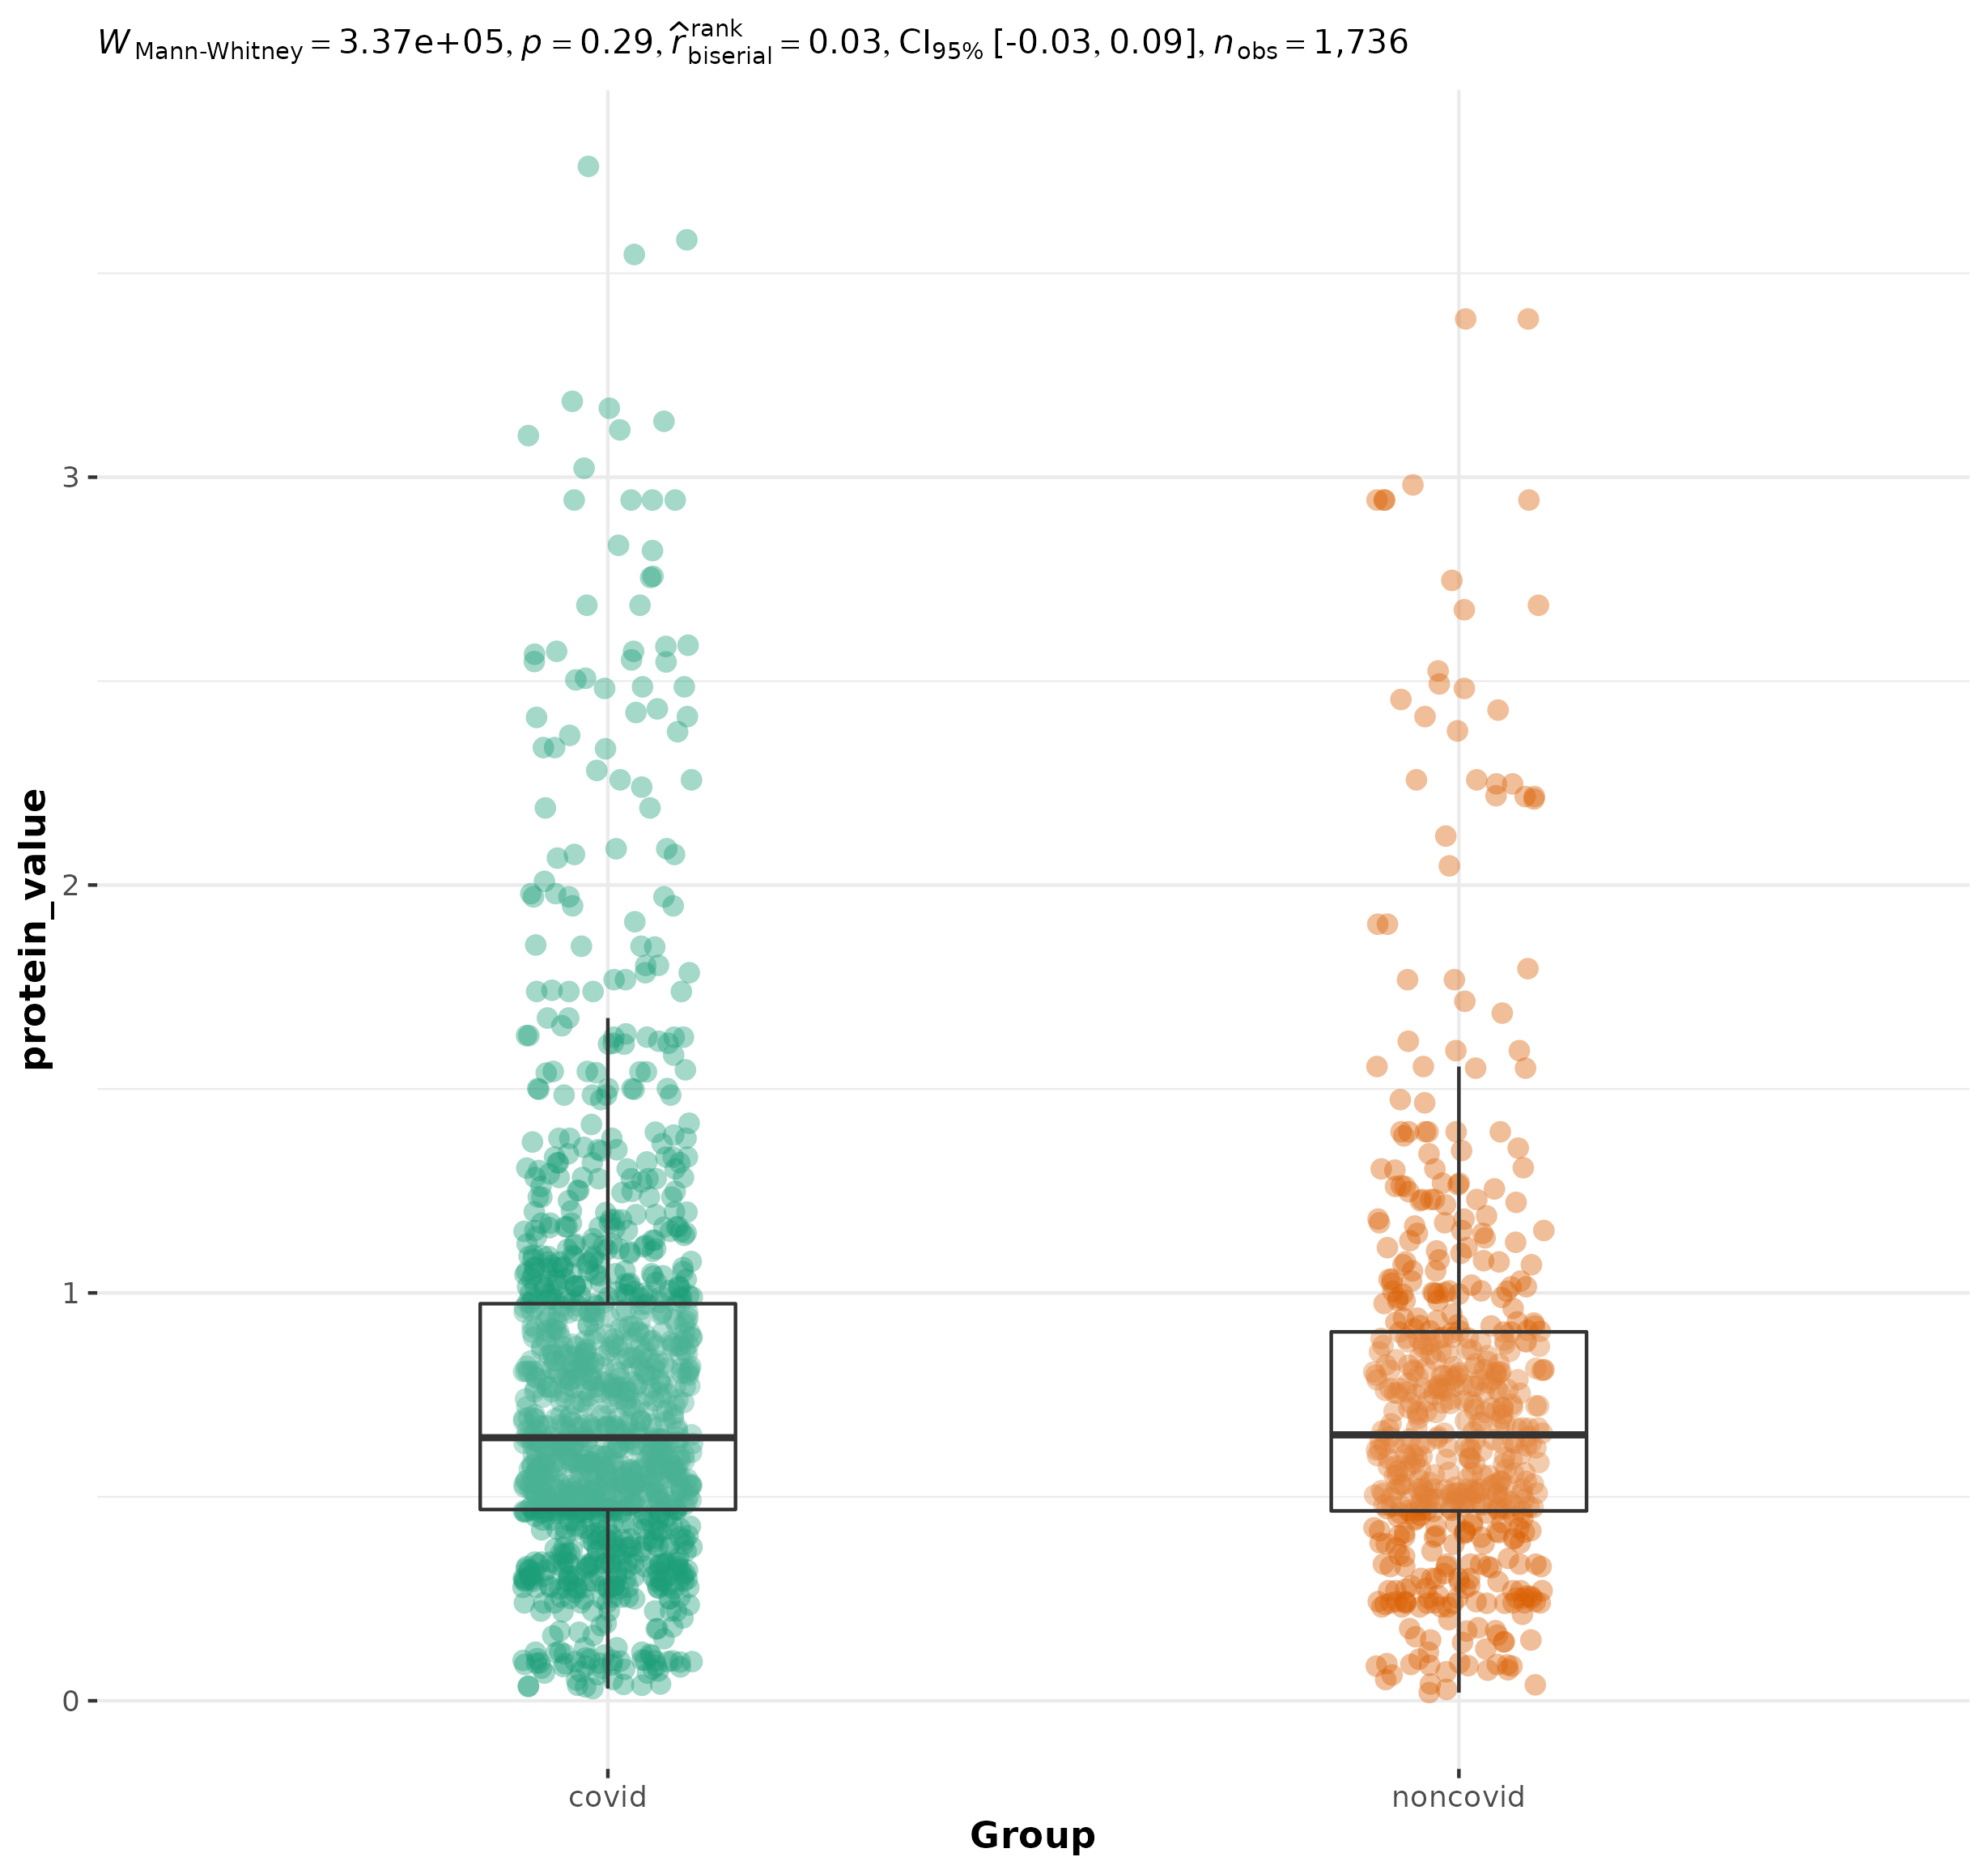 W Mann-Whitney = 3.37e+05, p = 0.29, r̂ rank biserial = 0.03, CI95% [-0.03, 0.09], n obs = 1,736
3
2
1
0
protein_value
covid noncovid
Group